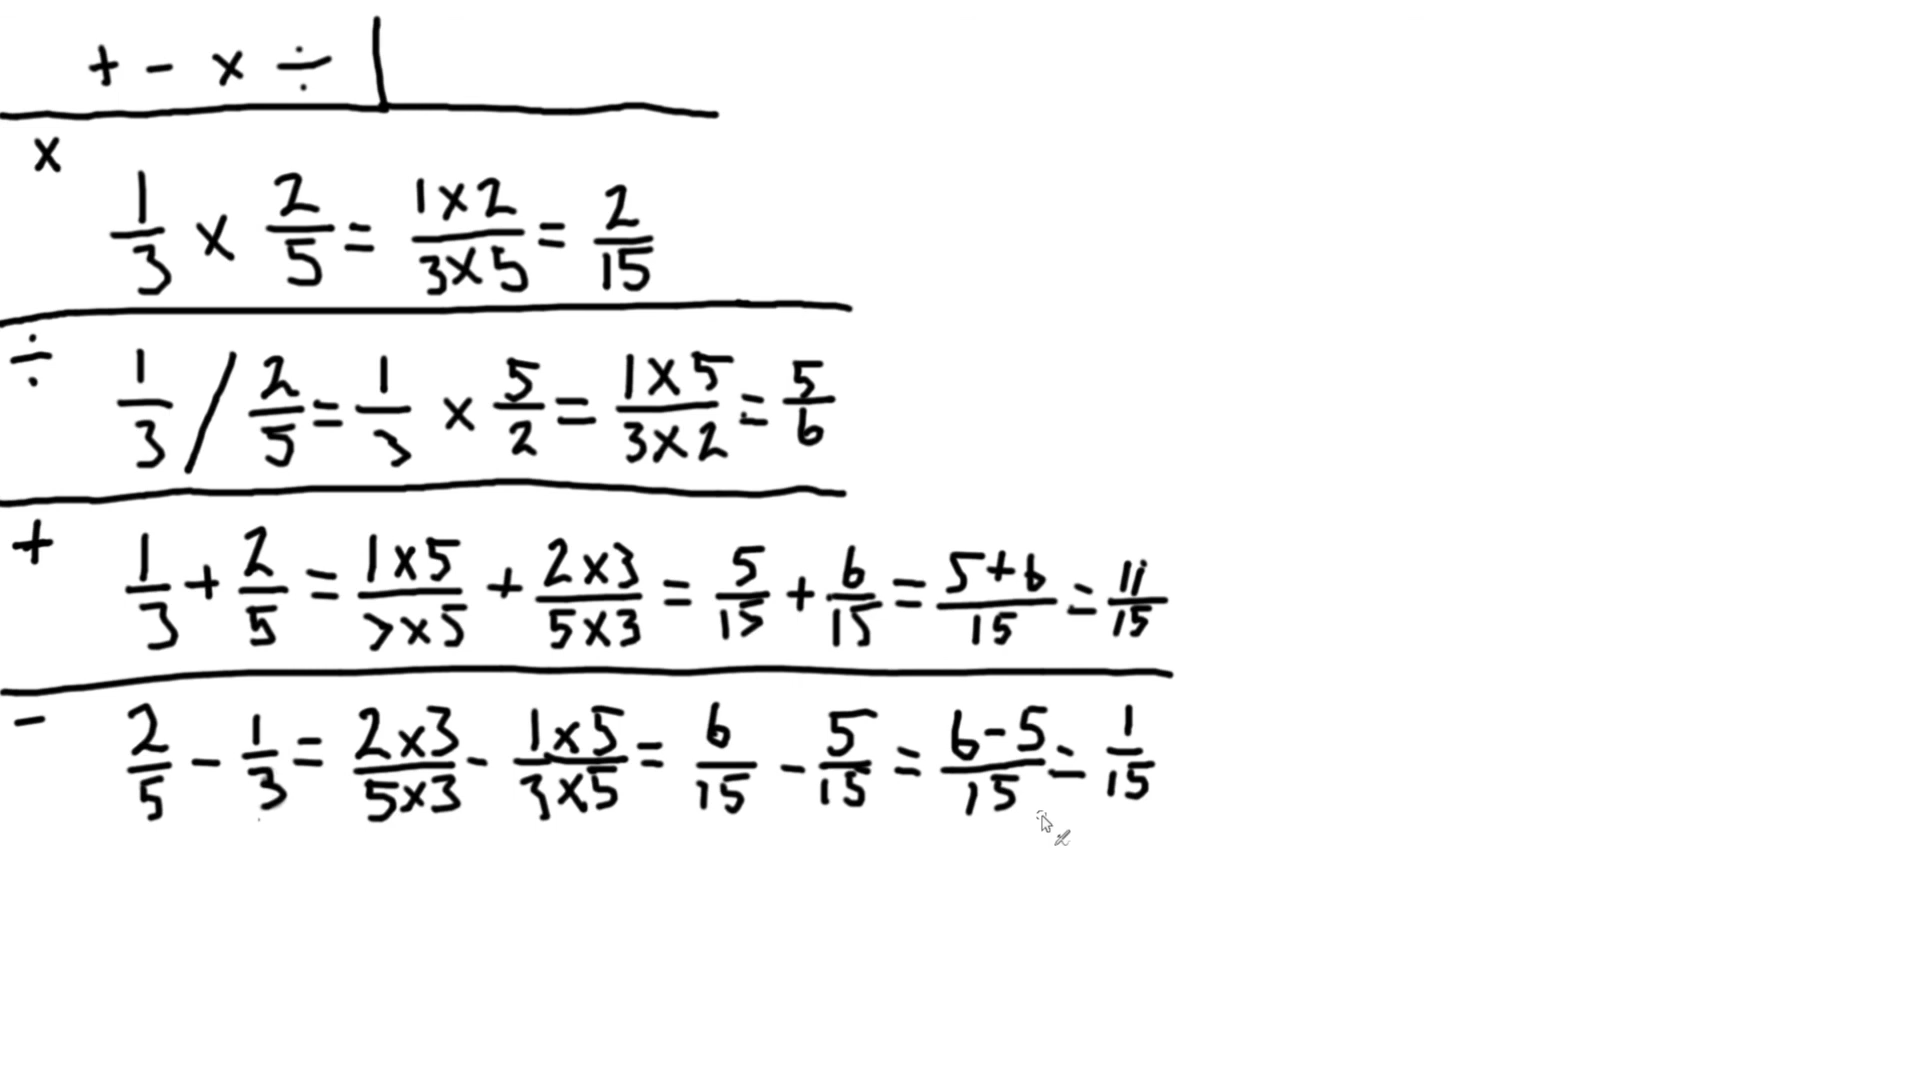 + - x ÷
x
1/3 x 2/5 = 1x2/3x5 = 2/15
÷ 1/3 / 2/5 = 1/3 x 5/2 = 1x5/3x2 = 5/6
+ 1/3 + 2/5 = 1x5/3x5 + 2x3/5x3 = 5/15 + 6/15 = 5+6/15 = 11/15
- 2/5 - 1/3 = 2x3/5x3 - 1x5/3x5 = 6/15 - 5/15 = 6-5/15 = 1/15